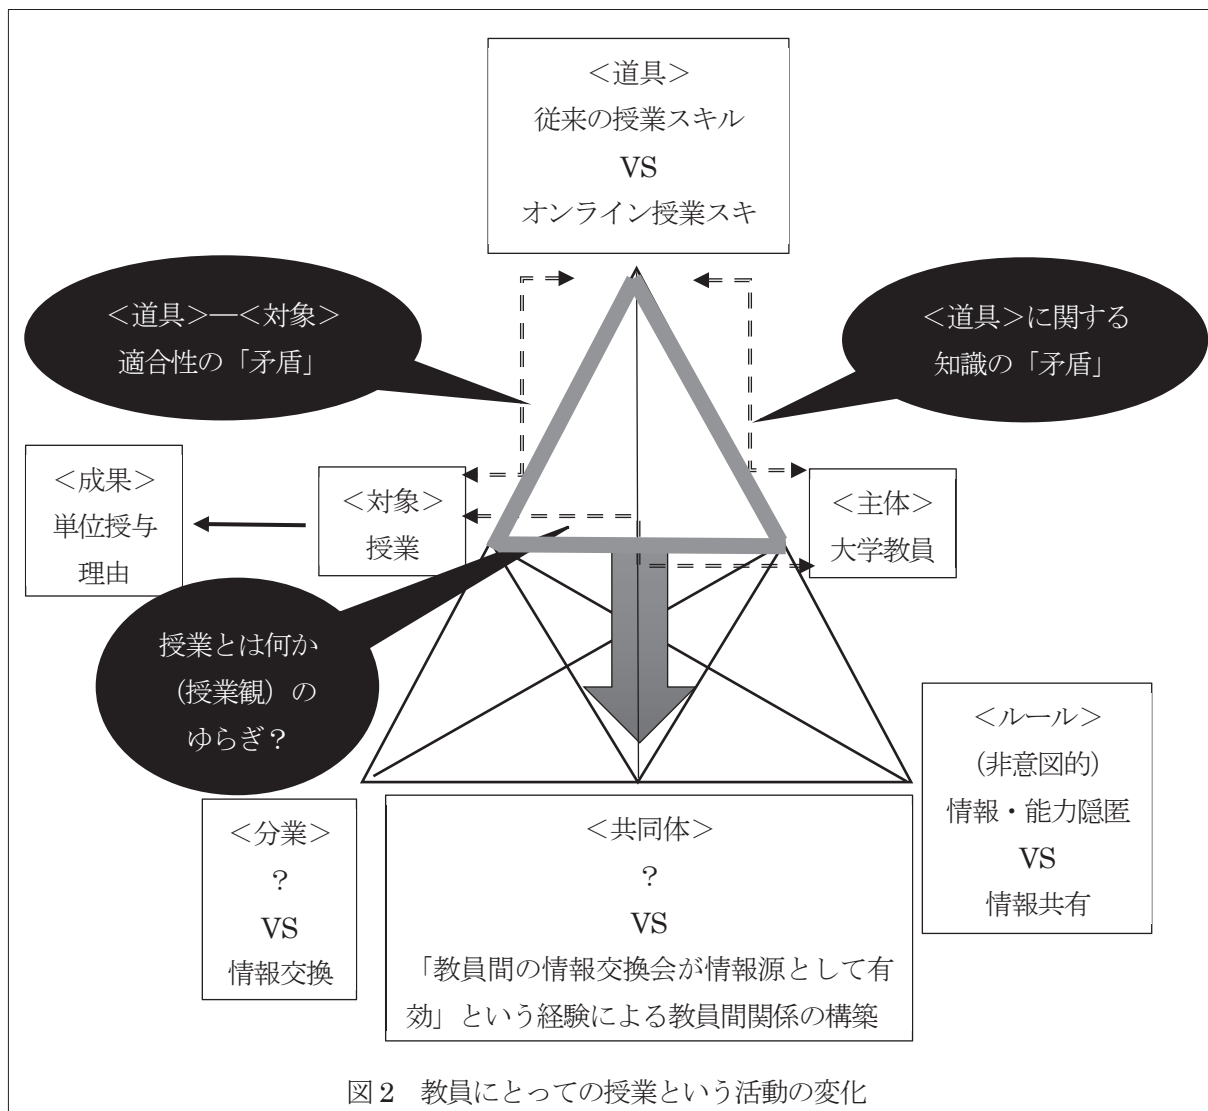 ＜道具＞
従来の授業スキル
VS
オンライン授業スキ
＜道具＞―＜対象＞
適合性の「矛盾」
＜道具＞に関する
知識の「矛盾」
＜成果＞
単位授与
理由
＜対象＞
授業
＜主体＞
大学教員
授業とは何か
（授業観）の
ゆらぎ？
＜ルール＞
(非意図的)
情報・能力隠匿
VS
情報共有
＜分業＞
？
VS
情報交換
＜共同体＞
？
VS
「教員間の情報交換会が情報源として有
効」という経験による教員間関係の構築
図2　教員にとっての授業という活動の変化